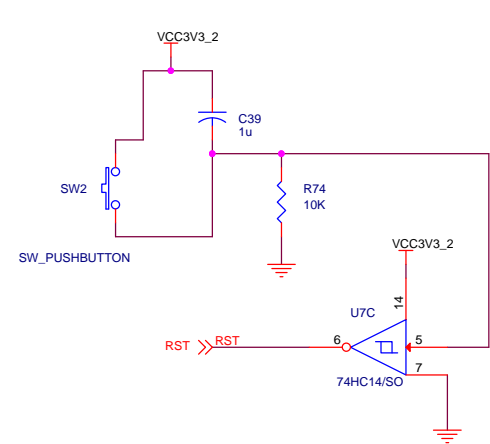 VCC3V3_2
C39
1u
SW2
R74
10K
SW_PUSHBUTTON
VCC3V3_2
14
U7C
RST
RST
6
5
7
74HC14/SO